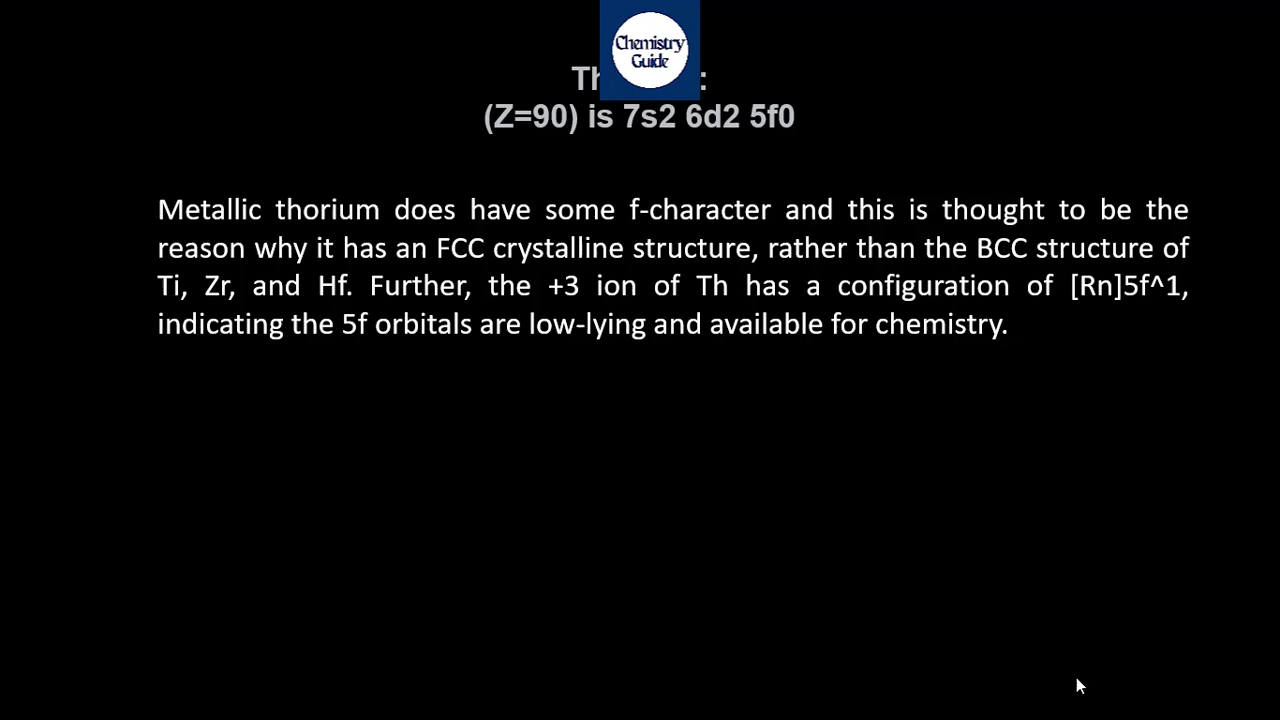 Chemistry
Guide
(Z=90) is 7s2 6d2 5f0
Metallic thorium does have some f-character and this is thought to be the
reason why it has an FCC crystalline structure, rather than the BCC structure of
Ti, Zr, and Hf. Further, the +3 ion of Th has a configuration of [Rn]5f^1,
indicating the 5f orbitals are low-lying and available for chemistry.